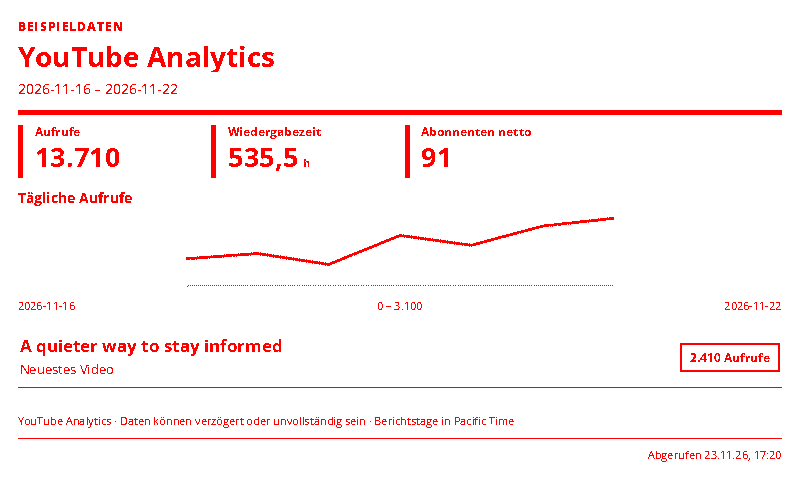 BEISPIELDATEN
YouTube Analytics
2026-11-16 – 2026-11-22
Aufrufe Wiedergabezeit Abonnenten netto
13.710 535,5 h 91
Tägliche Aufrufe
2026-11-16 0 – 3.100 2026-11-22
A quieter way to stay informed
2.410 Aufrufe
Neuestes Video
YouTube Analytics · Daten können verzögert oder unvollständig sein · Berichtstage in Pacific Time
Abgerufen 23.11.26, 17:20